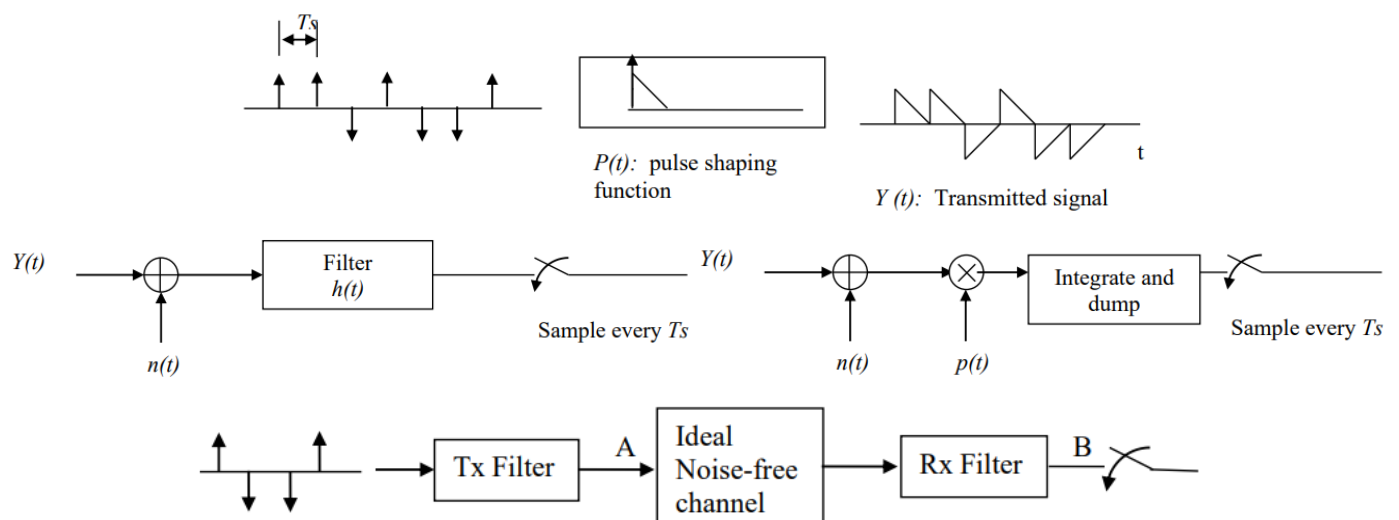 Ts
P(t): pulse shaping
function
t
Y (t): Transmitted signal
Y(t)
Filter
h(t)
Sample every Ts
n(t)
Y(t)
Integrate and
dump
Sample every Ts
n(t)
p(t)
Tx Filter
A
Ideal
Noise-free
channel
Rx Filter
B